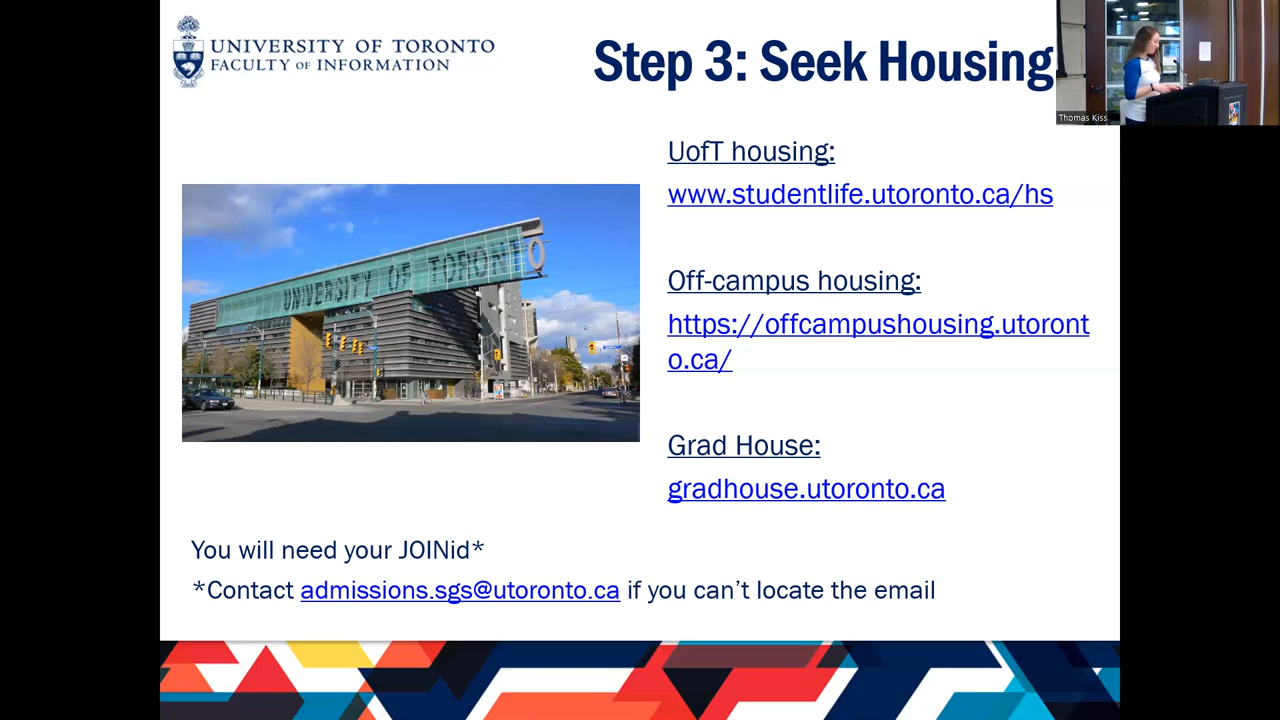 UNIVERSITY OF TORONTO
FACULTY OF INFORMATION
Step 3: Seek Housing
Thomas Kiss
UofT housing:
www.studentlife.utoronto.ca/hs
UNIVERSITY OF TORONTO
Off-campus housing:
https://offcampushousing.utoront
o.ca/
Grad House:
gradhouse.utoronto.ca
You will need your JOINid*
*Contact admissions.sgs@utoronto.ca if you can't locate the email